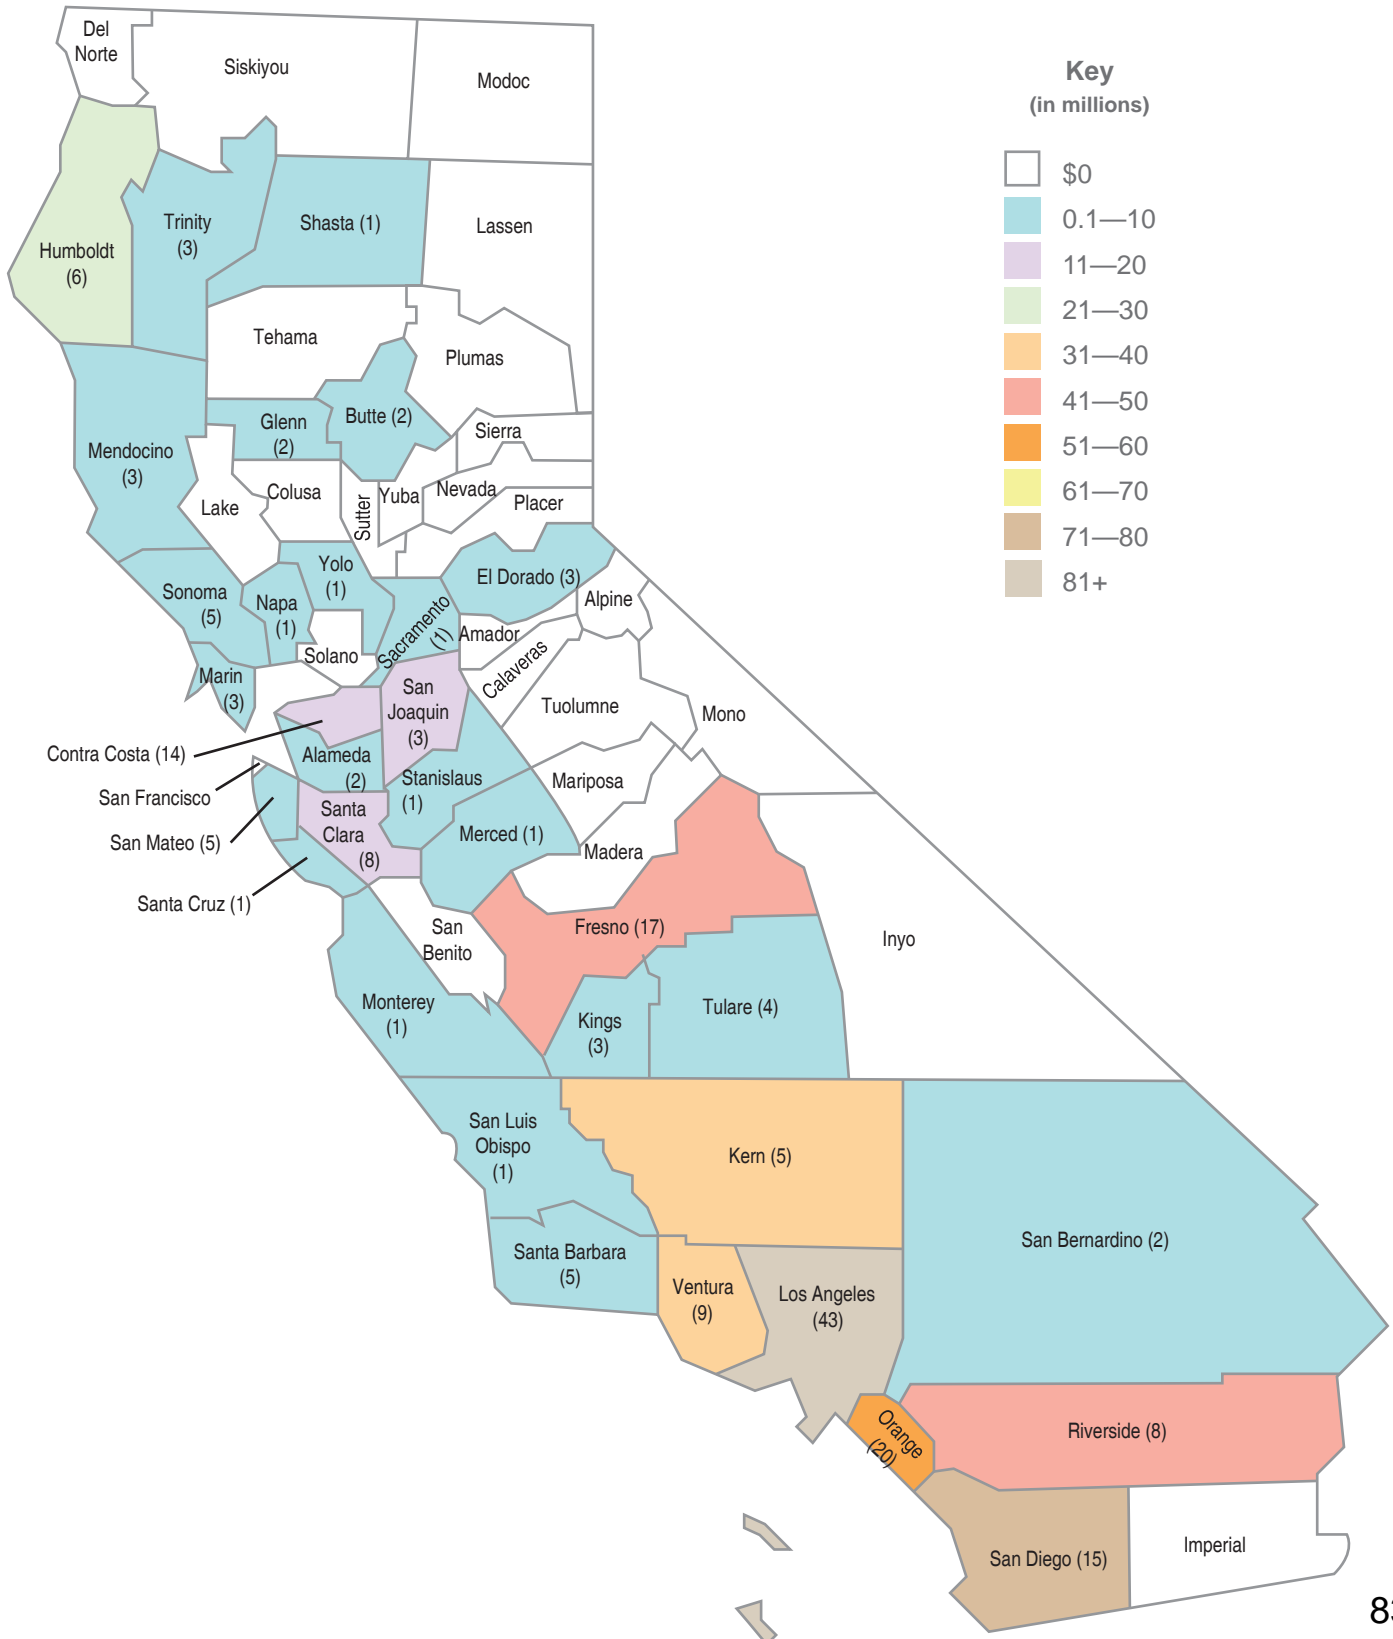 Del
Norte
Siskiyou
Modoc
Key
(in millions)
$0
0.1—10
11—20
21—30
31—40
41—50
51—60
61—70
71—80
81+
Humboldt
(6)
Trinity
(3)
Shasta (1)
Lassen
Tehama
Plumas
Mendocino
(3)
Glenn
(2)
Butte (2)
Sierra
Lake
Colusa
Sutter
Yuba
Nevada
Placer
Sonoma
(5)
Napa
(1)
Yolo
(1)
El Dorado (3)
Sacramento
(1)
Alpine
Amador
Solano
Calaveras
Marin
(3)
San
Joaquin
(3)
Tuolumne
Mono
Contra Costa (14)
Alameda
(2)
Stanislaus
(1)
Mariposa
San Francisco
Santa
Clara
(8)
San Mateo (5)
Merced (1)
Madera
Santa Cruz (1)
San
Benito
Fresno (17)
Inyo
Monterey
(1)
Kings
(3)
Tulare (4)
San Luis
Obispo
(1)
Kern (5)
San Bernardino (2)
Santa Barbara
(5)
Ventura
(9)
Los Angeles
(43)
Orange
(20)
Riverside (8)
San Diego (15)
Imperial